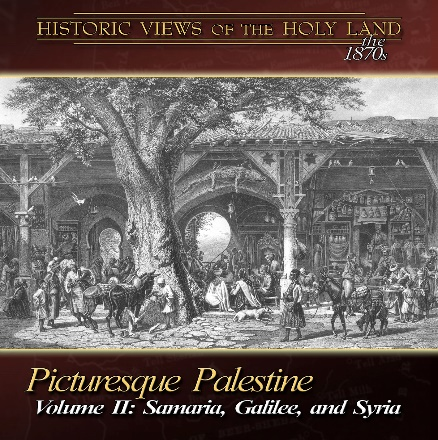 HISTORIC VIEWS OF THE HOLY LAND
the
1870s
Picturesque Palestine
Volume II: Samaria, Galilee, and Syria